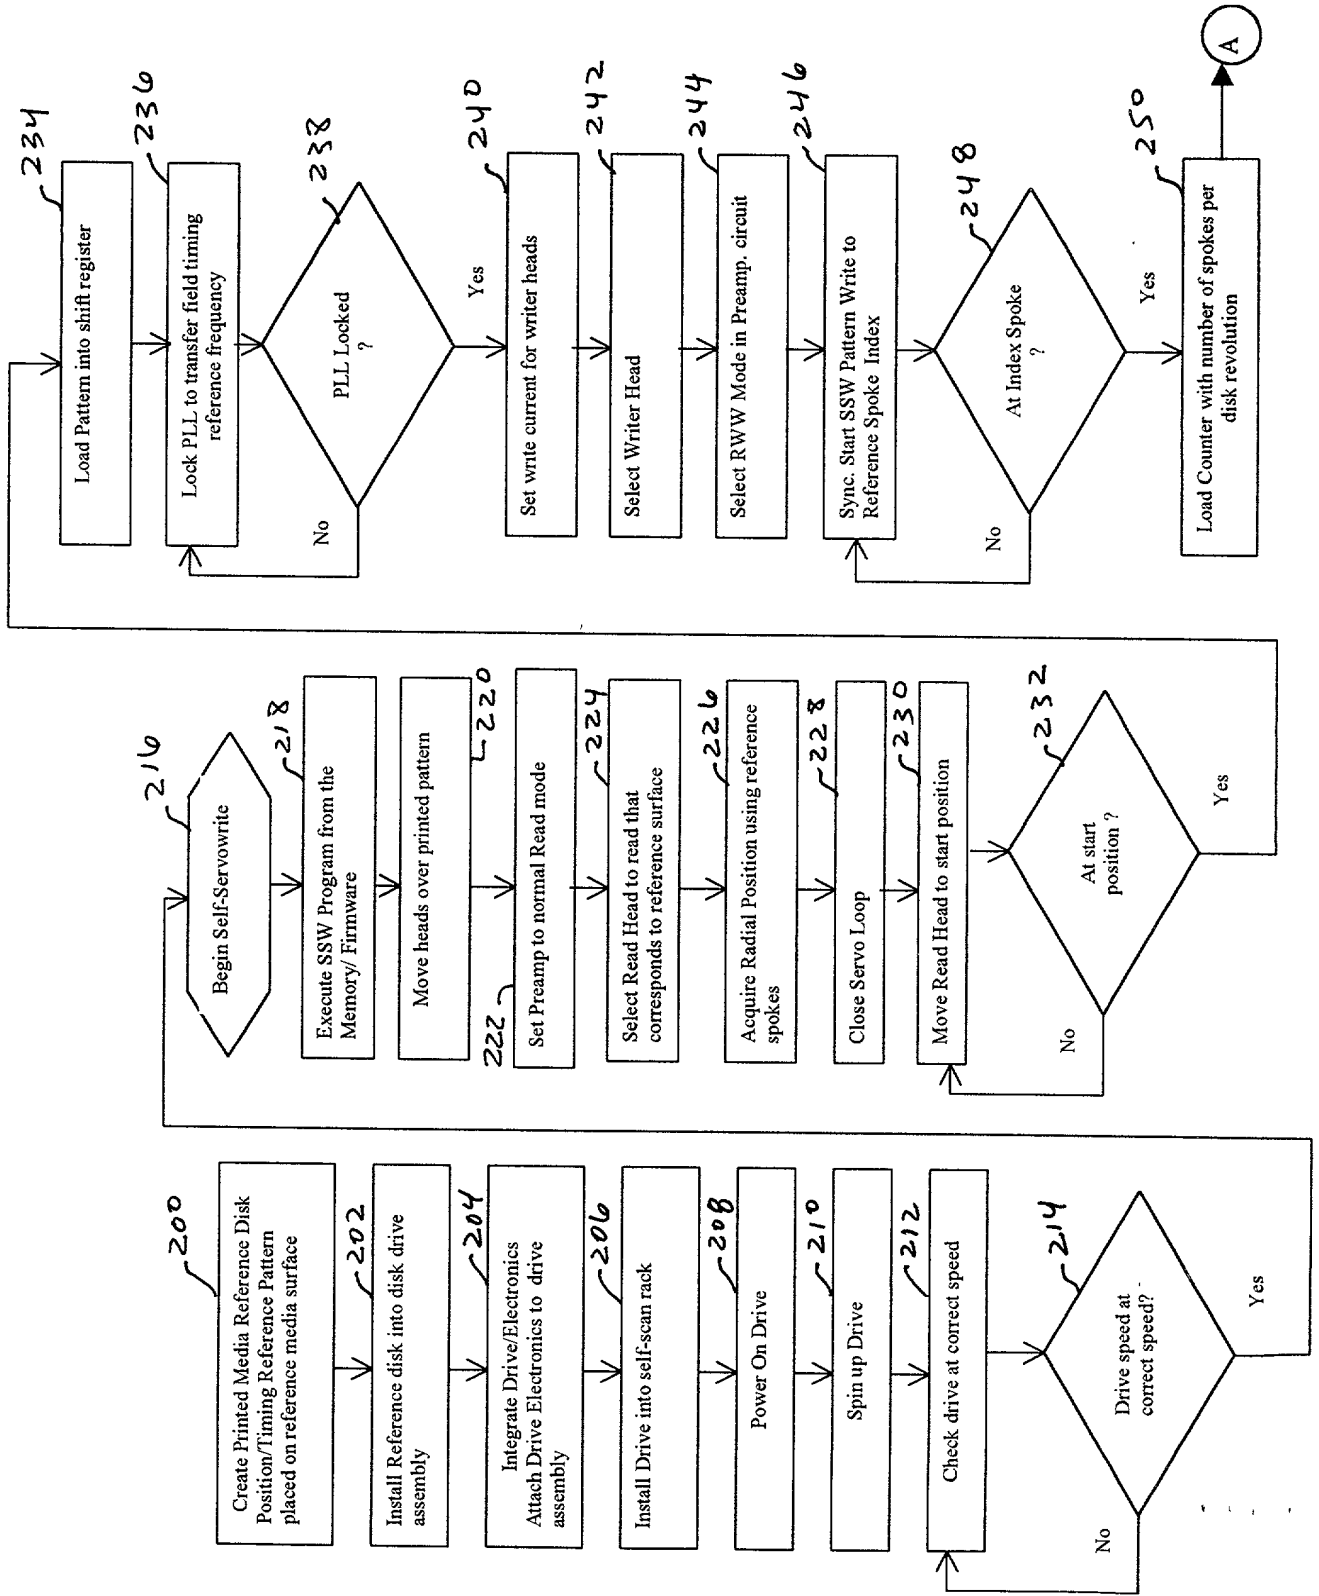 200
Create Printed Media Reference Disk
Position/Timing Reference Pattern
placed on reference media surface
202
Install Reference disk into disk drive
assembly
204
Integrate Drive/Electronics
Attach Drive Electronics to drive
assembly
206
Install Drive into self-scan rack
208
Power On Drive
210
Spin up Drive
212
Check drive at correct speed
214
Drive speed at
correct speed?
No
Yes
216
Begin Self-Servowrite
218
Execute SSW Program from the
Memory/ Firmware
220
Move heads over printed pattern
222
Set Preamp to normal Read mode
224
Select Read Head to read that
corresponds to reference surface
226
Acquire Radial Position using reference
spokes
228
Close Servo Loop
230
Move Read Head to start position
232
At start
position ?
No
Yes
234
Load Pattern into shift register
236
Lock PLL to transfer field timing
reference frequency
238
PLL Locked
?
No
Yes
240
Set write current for writer heads
242
Select Writer Head
244
Select RWW Mode in Preamp. circuit
246
Sync. Start SSW Pattern Write to
Reference Spoke Index
248
At Index Spoke
?
No
Yes
250
Load Counter with number of spokes per
disk revolution
A